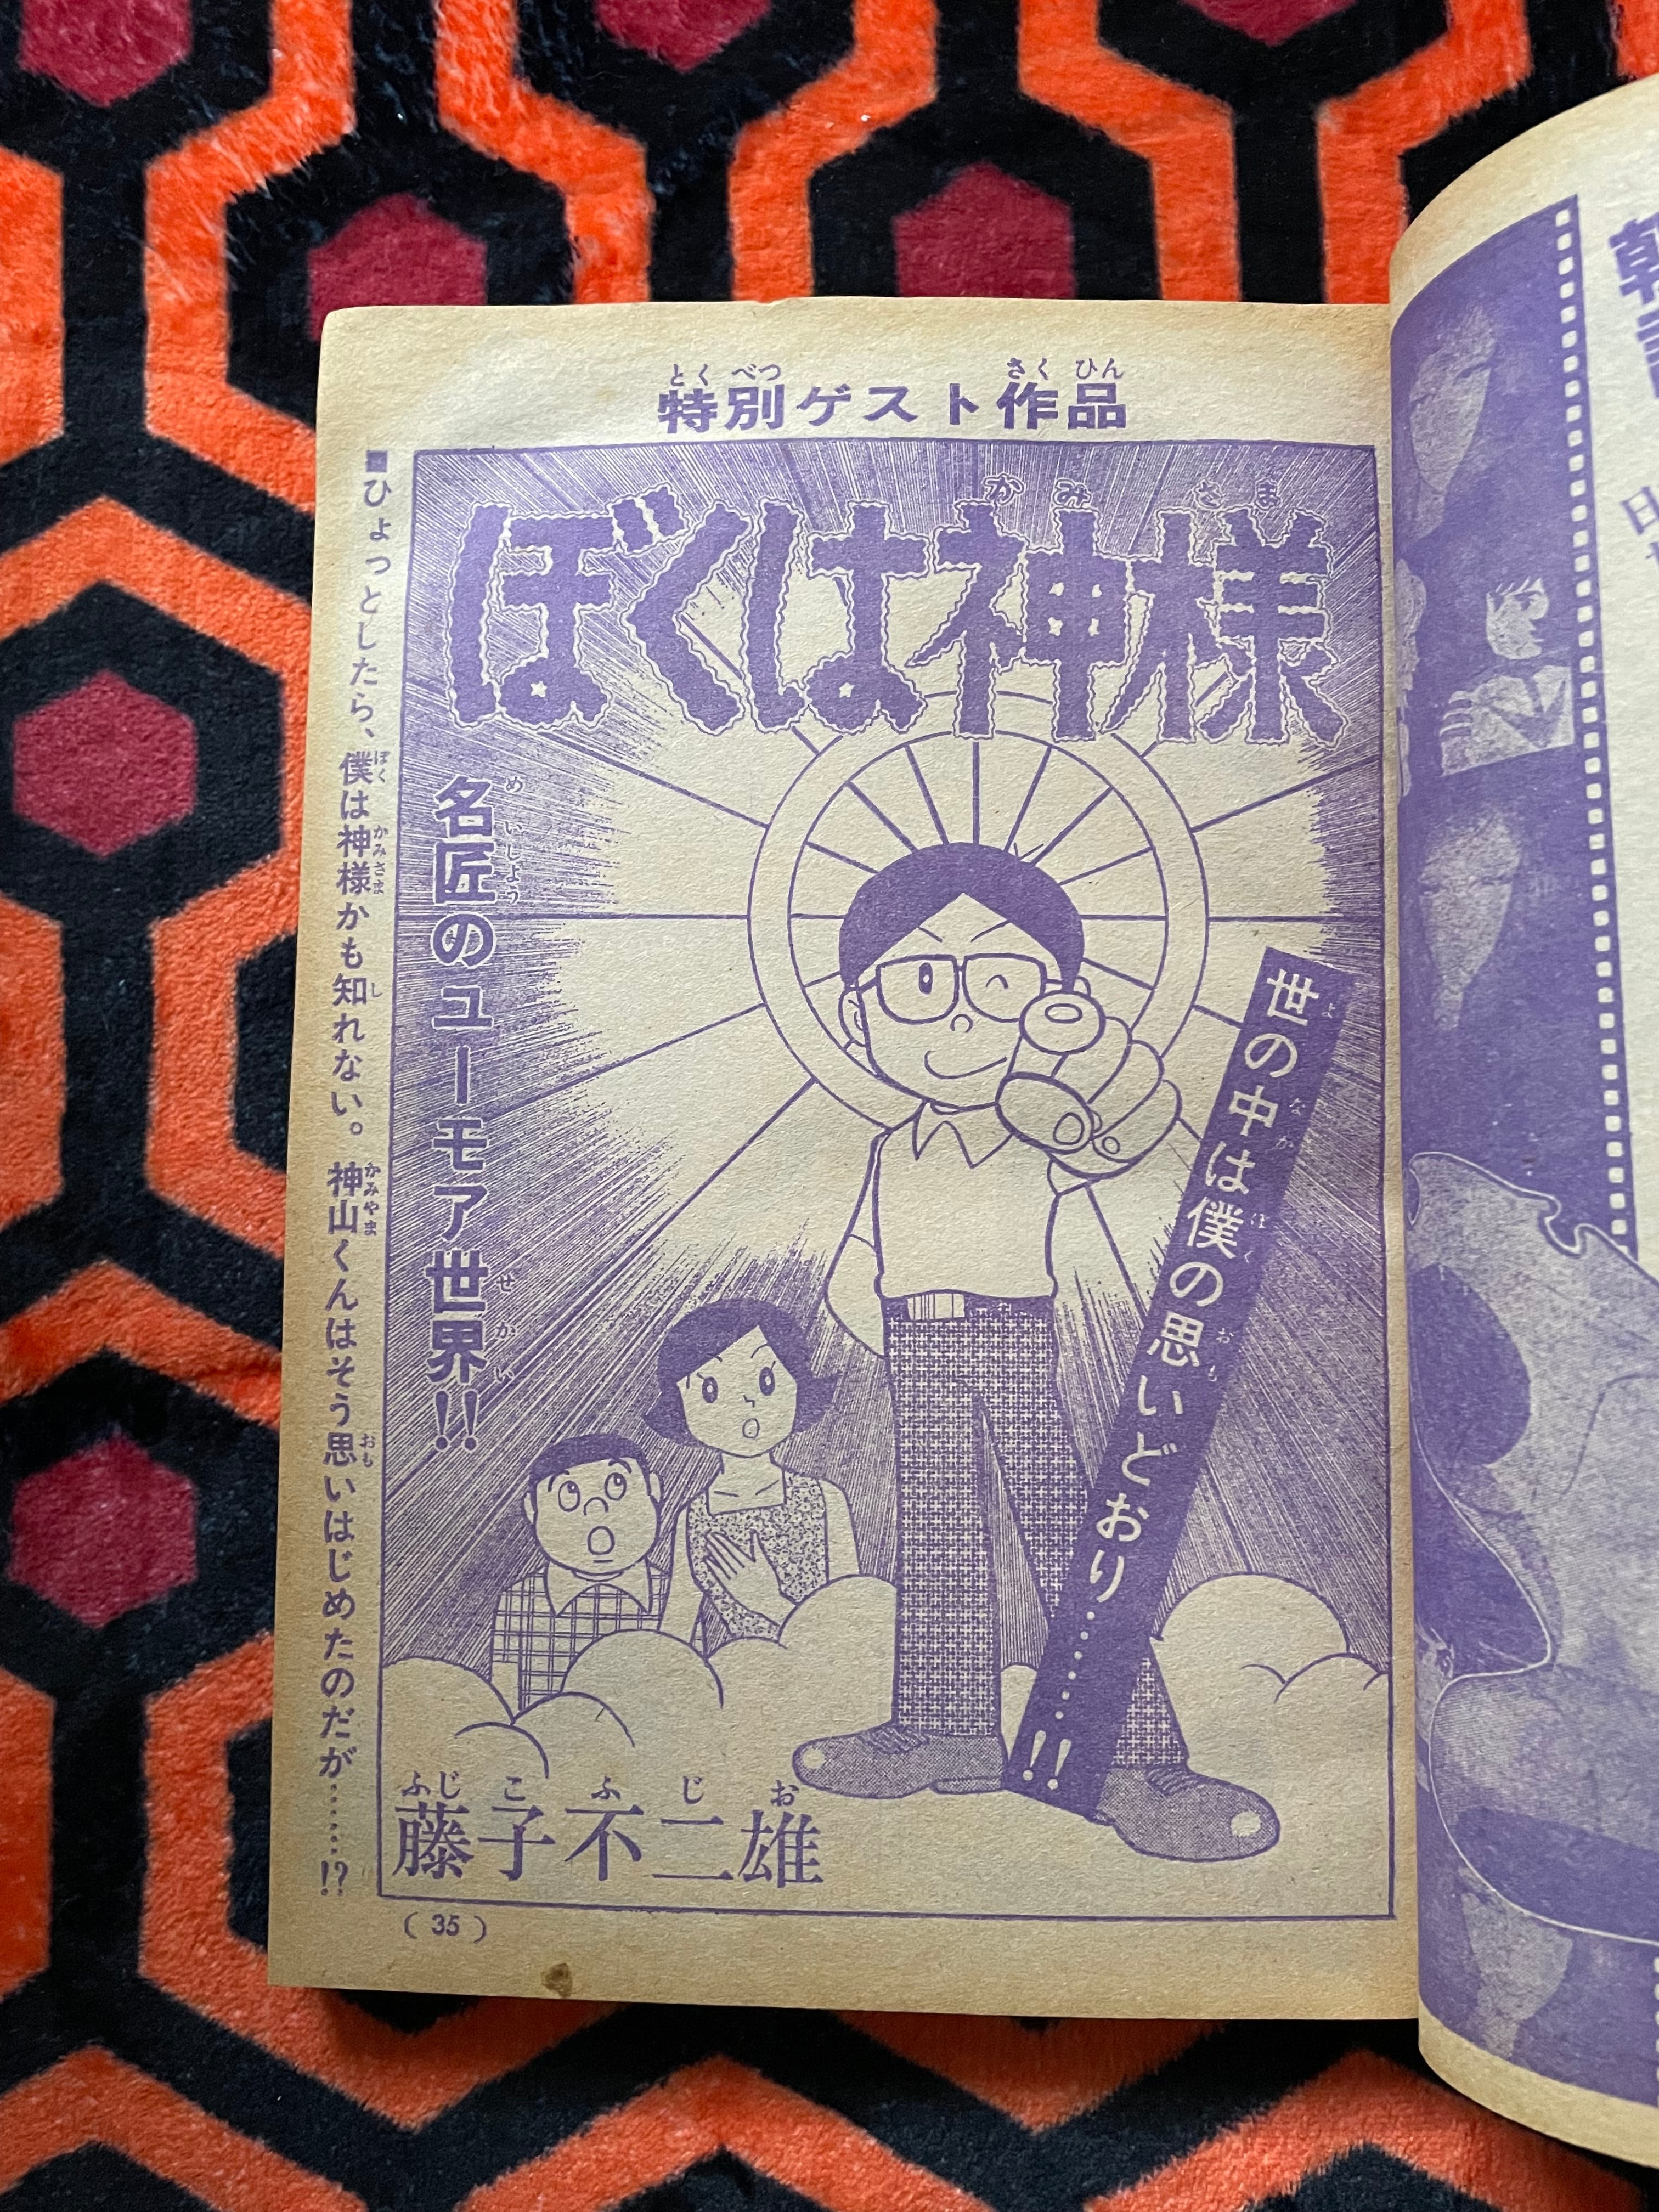 特別ゲスト作品
ぼくは神様
世の中は僕の思いどおり………!!
名匠のユーモア世界!!
■ひょっとしたら、僕は神様かも知れない。神山くんはそう思いはじめたのだが………!?
藤子不二雄
(35)